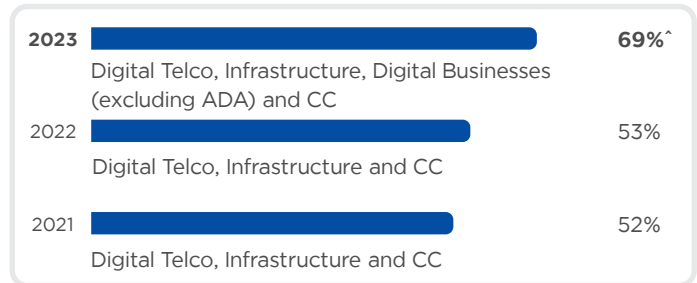 2023 69%^
Digital Telco, Infrastructure, Digital Businesses
(excluding ADA) and CC
2022 53%
Digital Telco, Infrastructure and CC
2021 52%
Digital Telco, Infrastructure and CC